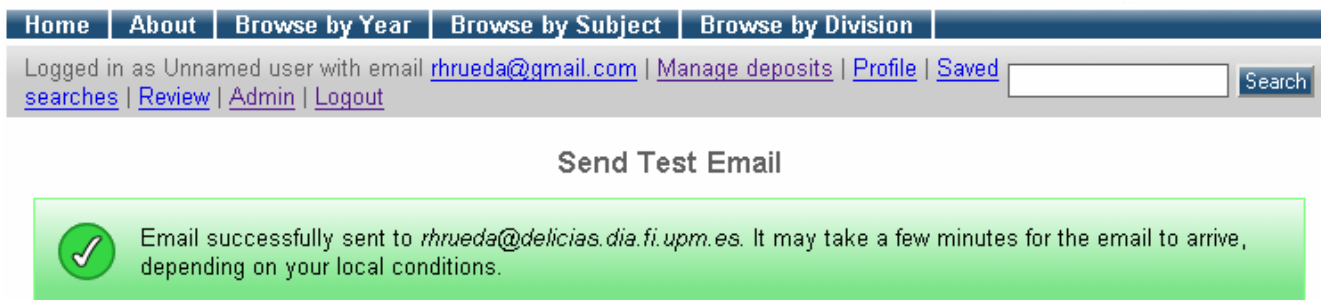 Home | About | Browse by Year | Browse by Subject | Browse by Division |
Logged in as Unnamed user with email rhrueda@gmail.com | Manage deposits | Profile | Saved
searches | Review | Admin | Logout
Search
Send Test Email
Email successfully sent to rhrueda@delicias.dia.fi.upm.es. It may take a few minutes for the email to arrive,
depending on your local conditions.